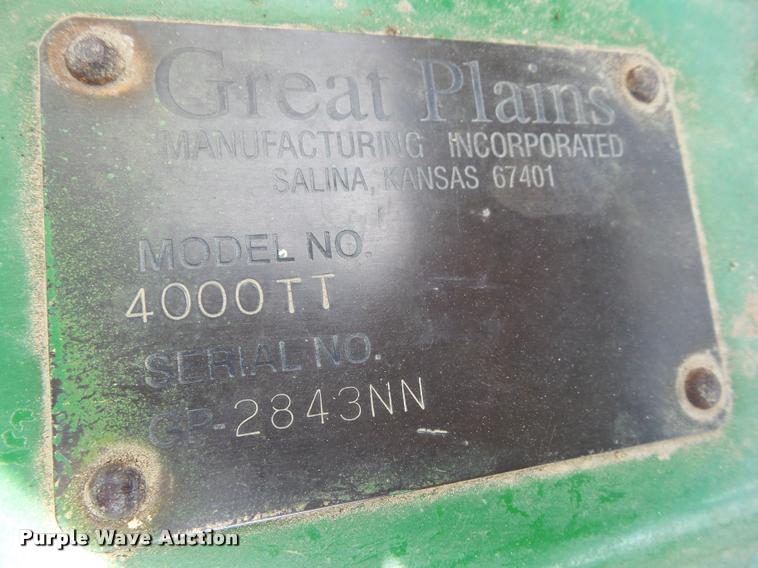 Great Plains
MANUFACTURING INCORPORATED
SALINA, KANSAS 67401
MODEL NO.
4000TT
SERIAL NO.
GP-2843NN
Purple Wave Auction